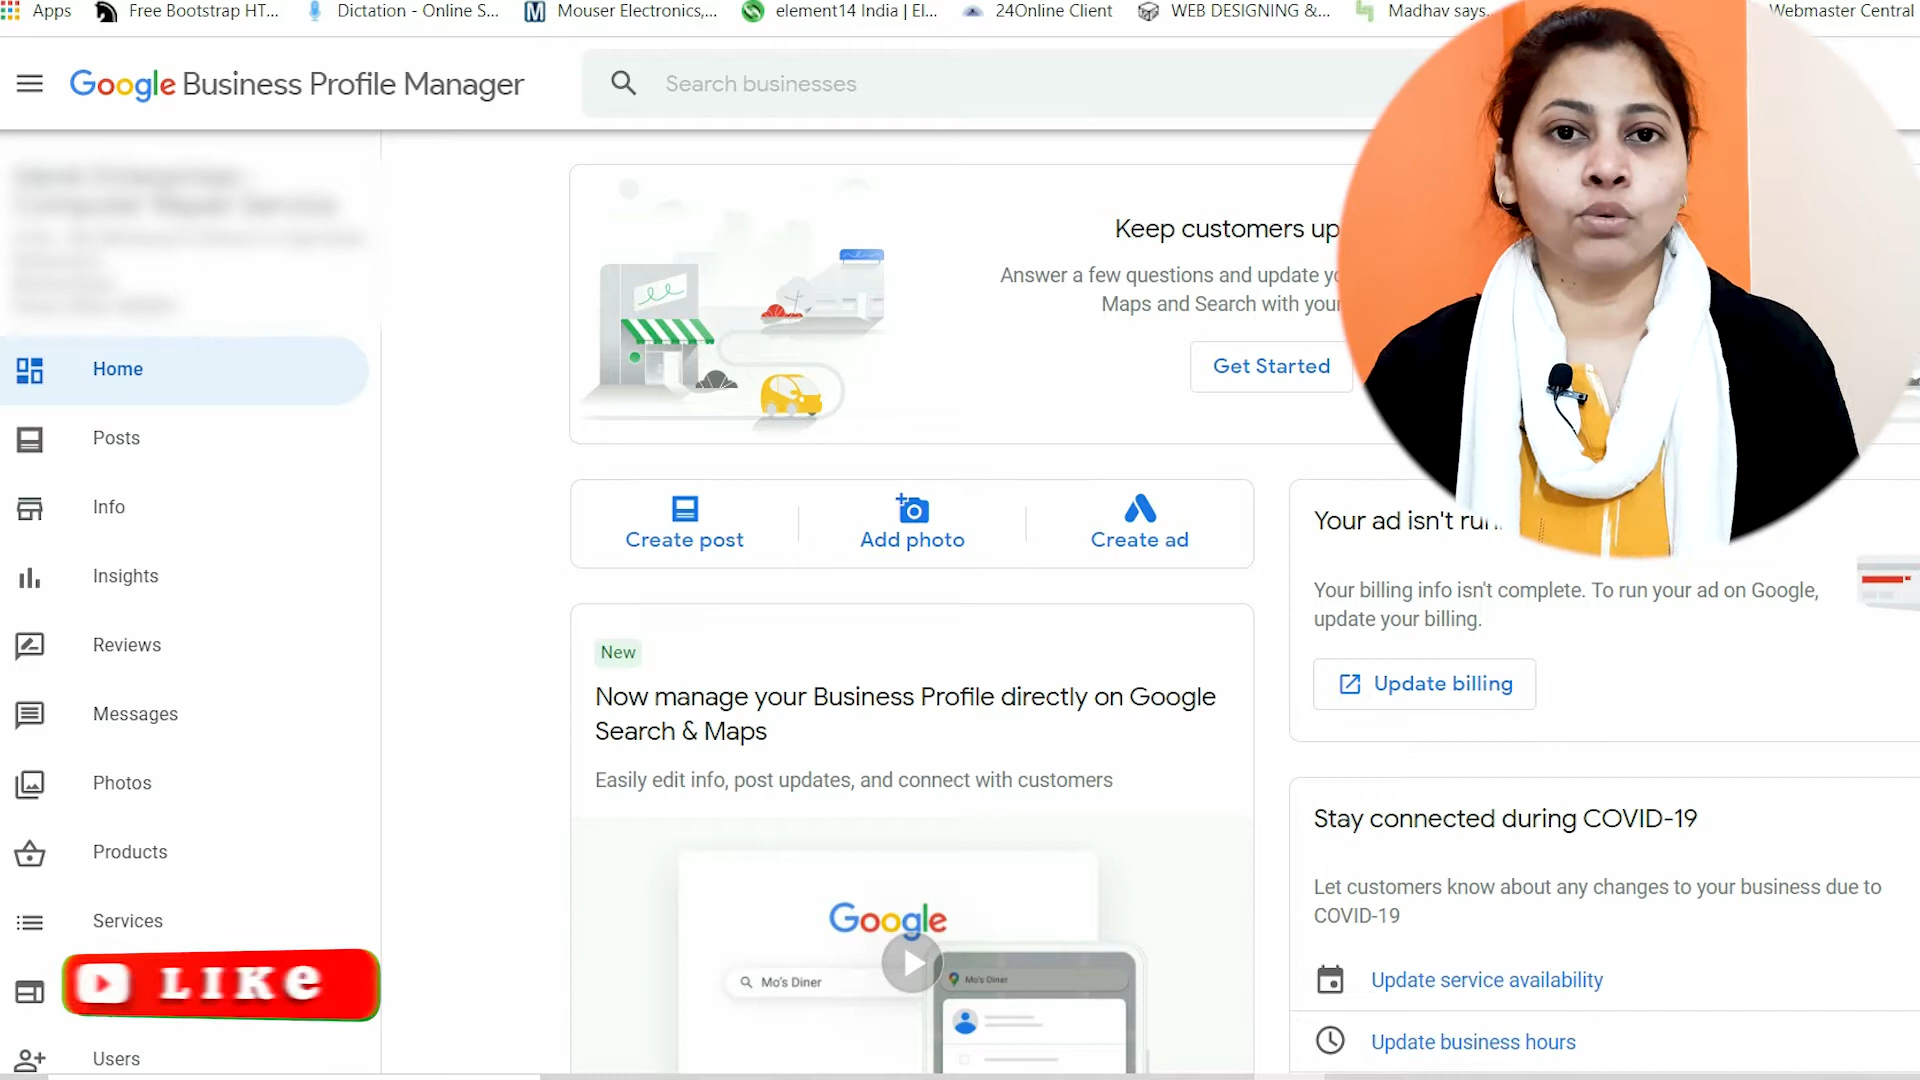 Apps
Free Bootstrap HT...
Dictation - Online S...
Mouser Electronics,...
element14 India | El...
24Online Client
WEB DESIGNING &...
Madhav says...
Webmaster Central
Google Business Profile Manager
Search businesses
Home
Posts
Info
Insights
Reviews
Messages
Photos
Products
Services
LIKe
Users
Keep customers up
Answer a few questions and update
Maps and Search with your
Get Started
Create post
Add photo
Create ad
New
Now manage your Business Profile directly on Google
Search & Maps
Easily edit info, post updates, and connect with customers
Google
Mo's Diner
Mo's Diner
Your ad isn't
Your billing info isn't complete. To run your ad on Google,
update your billing.
Update billing
Stay connected during COVID-19
Let customers know about any changes to your business due to
COVID-19
Update service availability
Update business hours